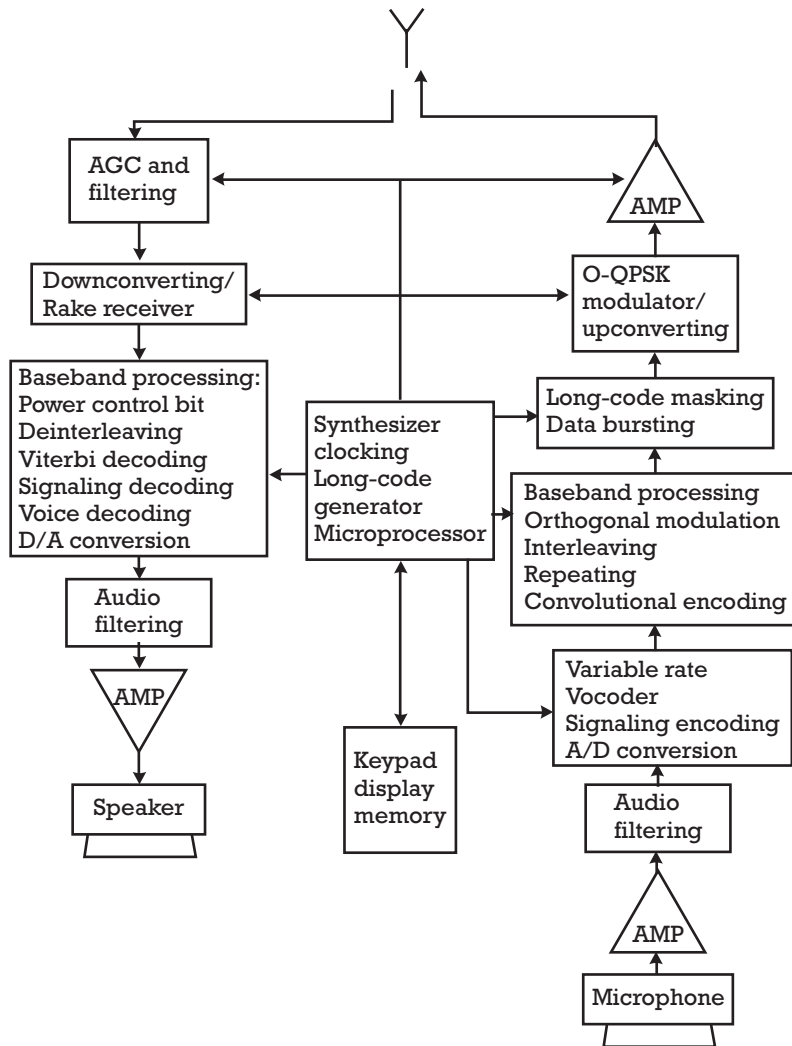 AGC and
filtering
Downconverting/
Rake receiver
Baseband processing:
Power control bit
Deinterleaving
Viterbi decoding
Signaling decoding
Voice decoding
D/A conversion
Audio
filtering
AMP
Speaker
Synthesizer
clocking
Long-code
generator
Microprocessor
Keypad
display
memory
AMP
O-QPSK
modulator/
upconverting
Long-code masking
Data bursting
Baseband processing
Orthogonal modulation
Interleaving
Repeating
Convolutional encoding
Variable rate
Vocoder
Signaling encoding
A/D conversion
Audio
filtering
AMP
Microphone